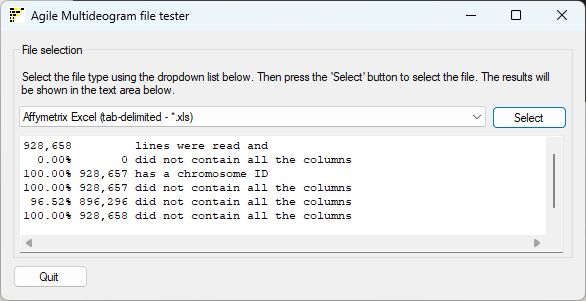 Agile Multideogram file tester
File selection
Select the file type using the dropdown list below. Then press the 'Select' button to select the file. The results will
be shown in the text area below.
Affymetrix Excel (tab-delimited - *.xls)
Select
928,658 lines were read and
0.00% 0 did not contain all the columns
100.00% 928,657 has a chromosome ID
100.00% 928,657 did not contain all the columns
96.52% 896,296 did not contain all the columns
100.00% 928,658 did not contain all the columns
Quit